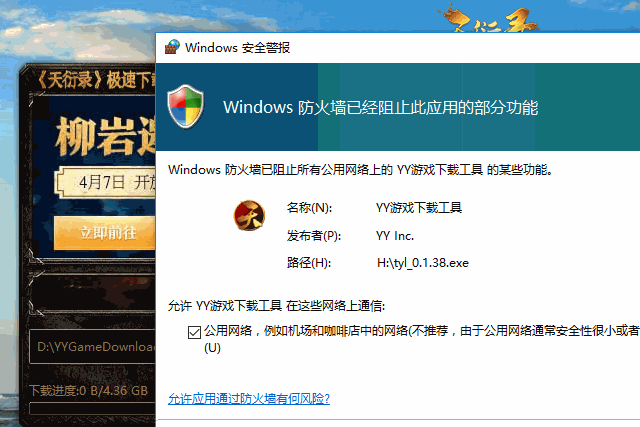 天衍录
Windows 安全警报
《天衍录》极速下载
Windows 防火墙已经阻止此应用的部分功能
柳岩邀
4月7日 开放
立即前往
Windows 防火墙已阻止所有公用网络上的 YY游戏下载工具 的某些功能。
天
名称(N): YY游戏下载工具
发布者(P): YY Inc.
路径(H): H:\tyl_0.1.38.exe
允许 YY游戏下载工具 在这些网络上通信:
公用网络，例如机场和咖啡店中的网络(不推荐，由于公用网络通常安全性很小或者
(U)
D:\YYGameDownload
下载进度:0 B/4.36 GB
允许应用通过防火墙有何风险?